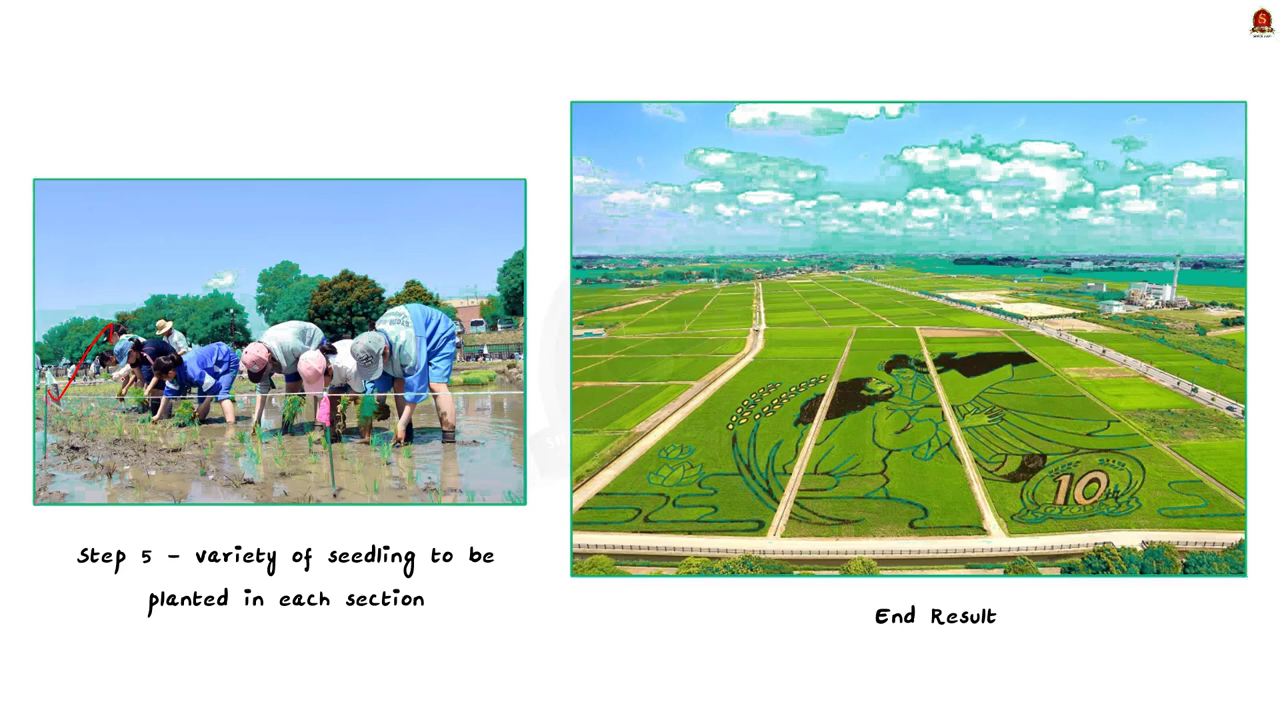 Step 5 - variety of seedling to be
planted in each section
10
End Result